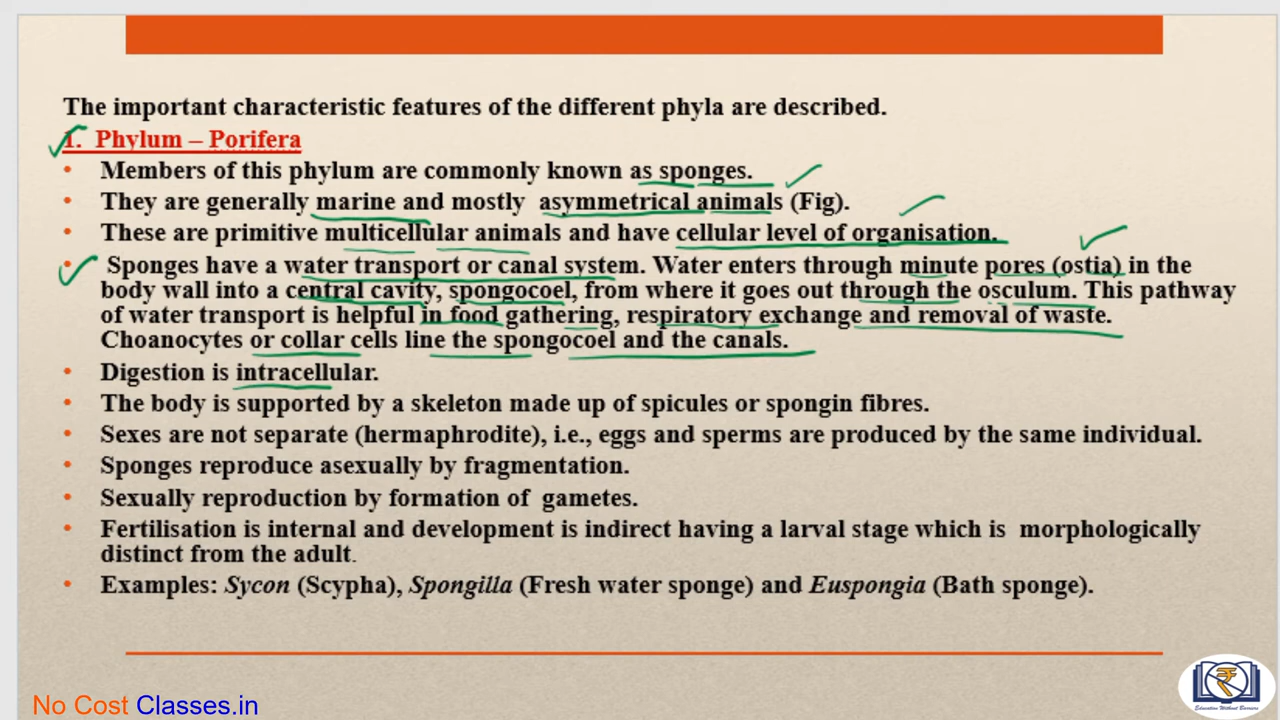 The important characteristic features of the different phyla are described.
1. Phylum – Porifera
• Members of this phylum are commonly known as sponges.
• They are generally marine and mostly asymmetrical animals (Fig).
• These are primitive multicellular animals and have cellular level of organisation.
• Sponges have a water transport or canal system. Water enters through minute pores (ostia) in the
body wall into a central cavity, spongocoel, from where it goes out through the osculum. This pathway
of water transport is helpful in food gathering, respiratory exchange and removal of waste.
Choanocytes or collar cells line the spongocoel and the canals.
• Digestion is intracellular.
• The body is supported by a skeleton made up of spicules or spongin fibres.
• Sexes are not separate (hermaphrodite), i.e., eggs and sperms are produced by the same individual.
• Sponges reproduce asexually by fragmentation.
• Sexually reproduction by formation of gametes.
• Fertilisation is internal and development is indirect having a larval stage which is morphologically
distinct from the adult.
• Examples: Sycon (Scypha), Spongilla (Fresh water sponge) and Euspongia (Bath sponge).
No Cost Classes.in
Education Without Barriers